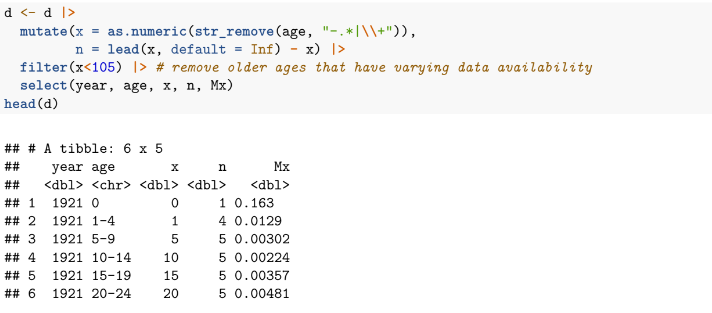 d <- d |>
  mutate(x = as.numeric(str_remove(age, "-.*|\\+")),
         n = lead(x, default = Inf) - x) |>
  filter(x<105) |> # remove older ages that have varying data availability
  select(year, age, x, n, Mx)
head(d)
## # A tibble: 6 x 5
##    year age       x     n      Mx
##   <dbl> <chr> <dbl> <dbl>   <dbl>
## 1  1921 0         0     1 0.163
## 2  1921 1-4       1     4 0.0129
## 3  1921 5-9       5     5 0.00302
## 4  1921 10-14    10     5 0.00224
## 5  1921 15-19    15     5 0.00357
## 6  1921 20-24    20     5 0.00481